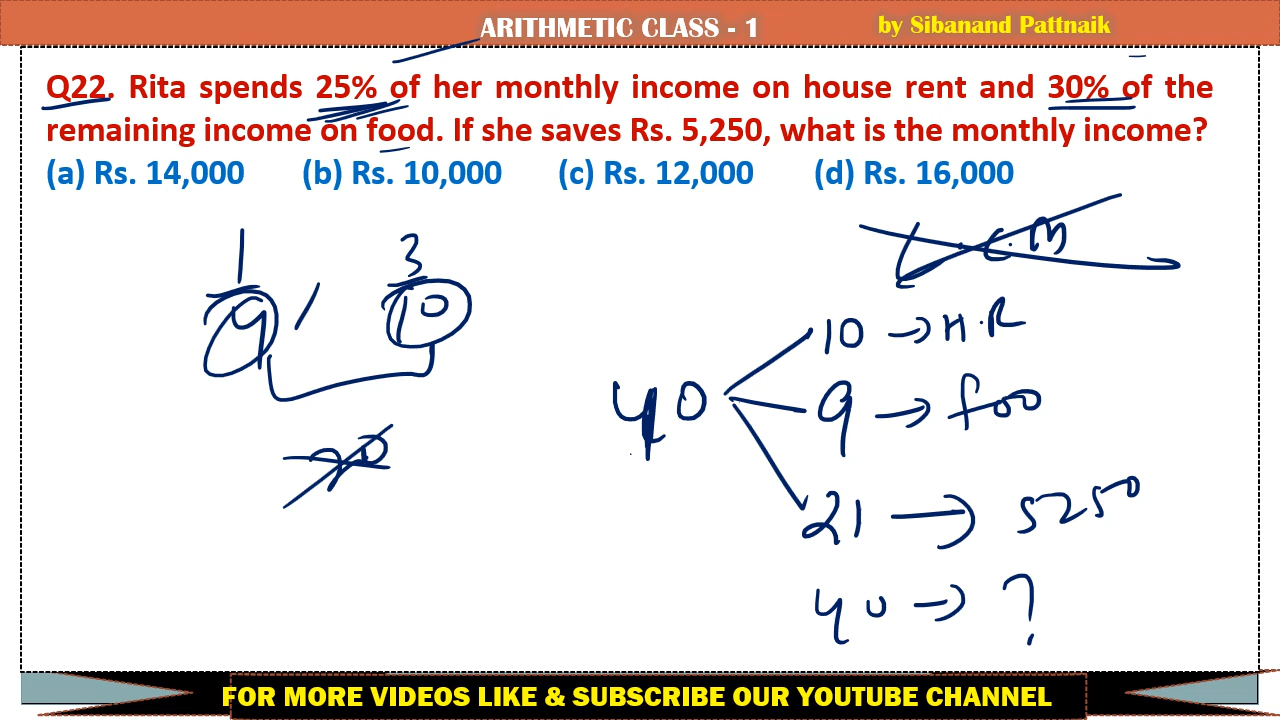 ARITHMETIC CLASS - 1
by Sibanand Pattnaik
Q22. Rita spends 25% of her monthly income on house rent and 30% of the
remaining income on food. If she saves Rs. 5,250, what is the monthly income?
(a) Rs. 14,000 (b) Rs. 10,000 (c) Rs. 12,000 (d) Rs. 16,000
L.C.M
1/4, 3/10
10 → H.R
40 9 → foo
20
21 → 5250
40 → ?
FOR MORE VIDEOS LIKE & SUBSCRIBE OUR YOUTUBE CHANNEL